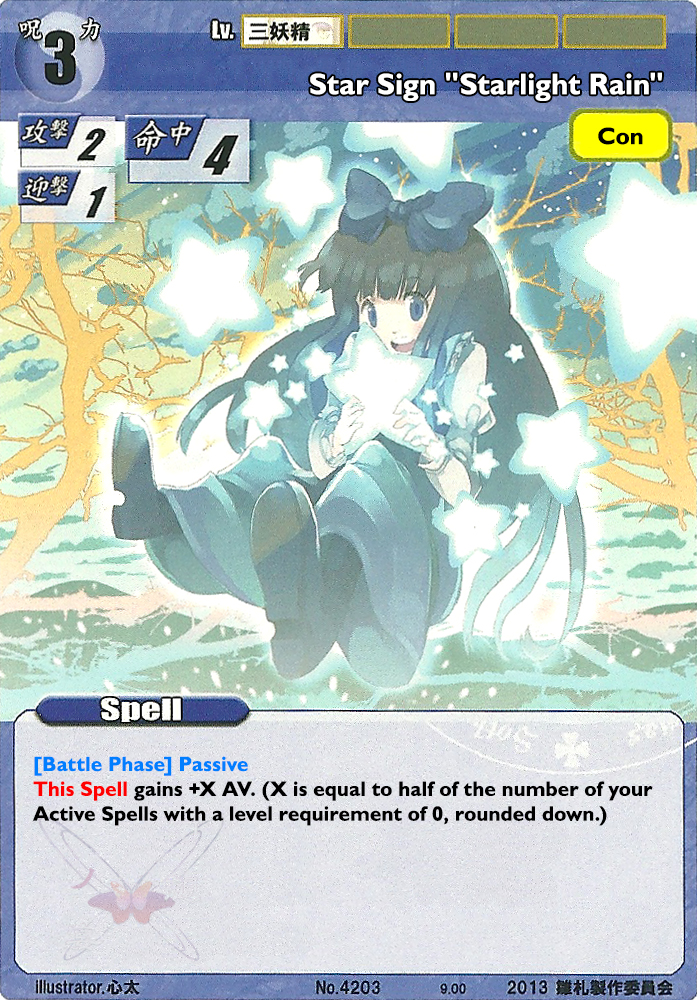 呪 3 力
Lv. 三妖精
Star Sign "Starlight Rain"
攻撃 2
命中 4
Con
迎撃 1
Spell
[Battle Phase] Passive
This Spell gains +X AV. (X is equal to half of the number of your
Active Spells with a level requirement of 0, rounded down.)
illustrator.心太
No.4203
9.00
2013 雛札製作委員会